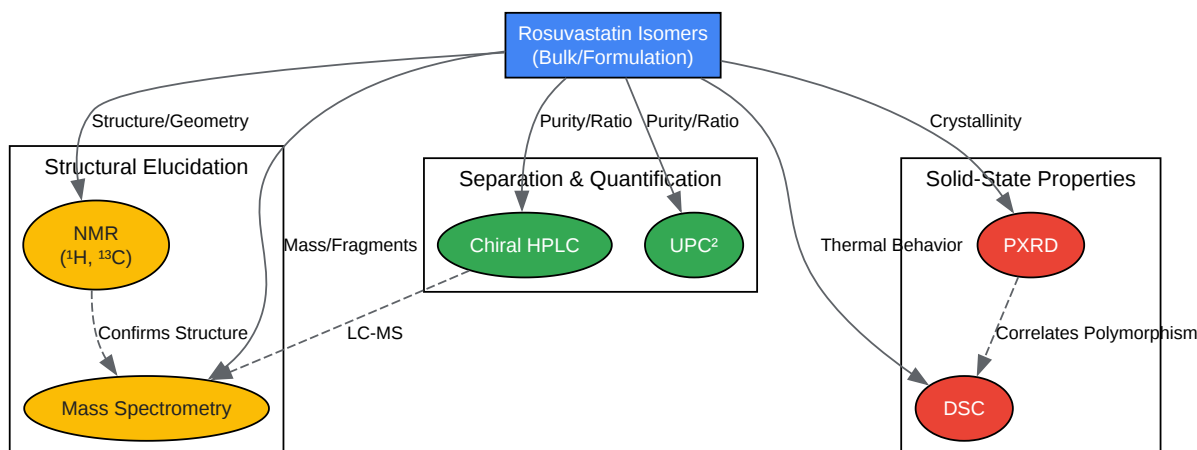 Rosuvastatin Isomers
(Bulk/Formulation)
Structure/Geometry
Purity/Ratio
Purity/Ratio
Crystallinity
Structural Elucidation
Separation & Quantification
Solid-State Properties
NMR
(¹H, ¹³C)
Mass/Fragments
Chiral HPLC
UPC²
Thermal Behavior
PXRD
Confirms Structure
LC-MS
Correlates Polymorphism
Mass Spectrometry
DSC